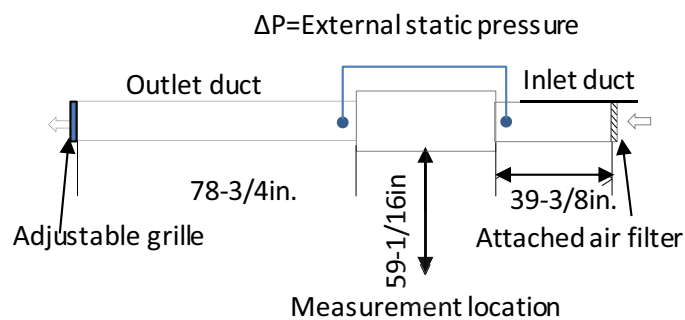 ΔP=External static pressure
Outlet duct
Inlet duct
78-3/4in.
59-1/16in
39-3/8in.
Adjustable grille
Attached air filter
Measurement location